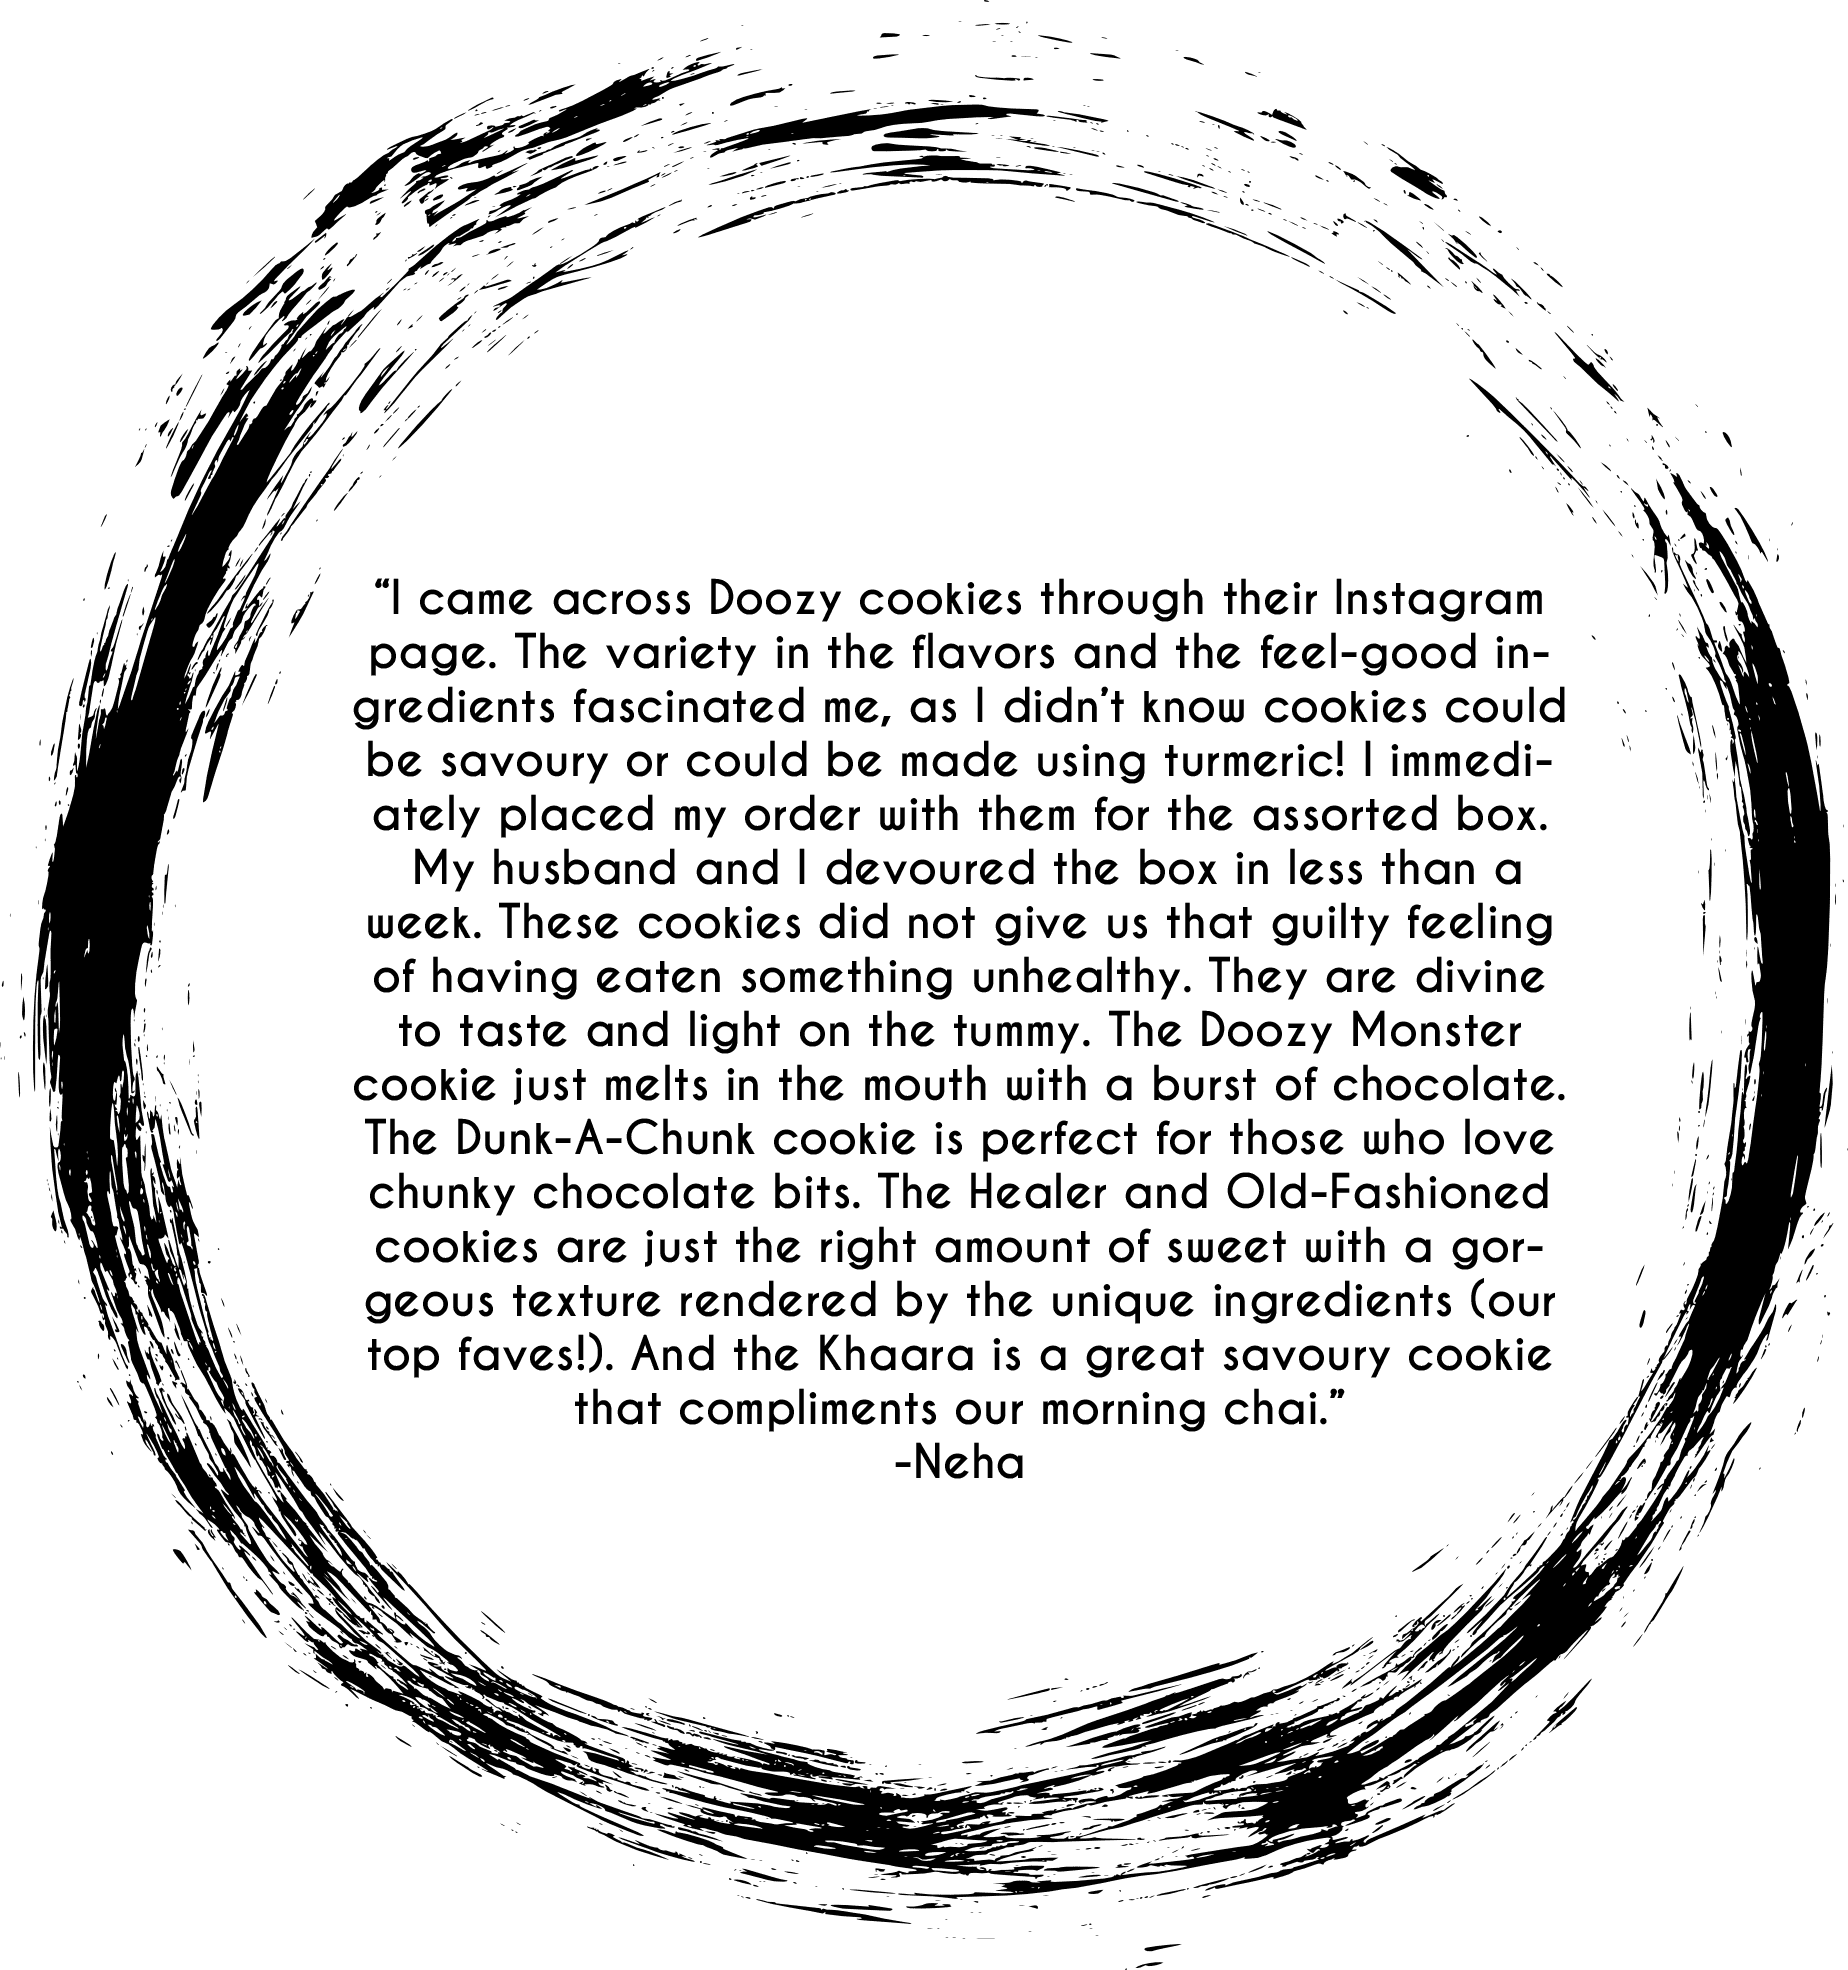 “I came across Doozy cookies through their Instagram
page. The variety in the flavors and the feel-good in-
gredients fascinated me, as I didn’t know cookies could
be savoury or could be made using turmeric! I immedi-
ately placed my order with them for the assorted box.
My husband and I devoured the box in less than a
week. These cookies did not give us that guilty feeling
of having eaten something unhealthy. They are divine
to taste and light on the tummy. The Doozy Monster
cookie just melts in the mouth with a burst of chocolate.
The Dunk-A-Chunk cookie is perfect for those who love
chunky chocolate bits. The Healer and Old-Fashioned
cookies are just the right amount of sweet with a gor-
geous texture rendered by the unique ingredients (our
top faves!). And the Khaara is a great savoury cookie
that compliments our morning chai.”
-Neha